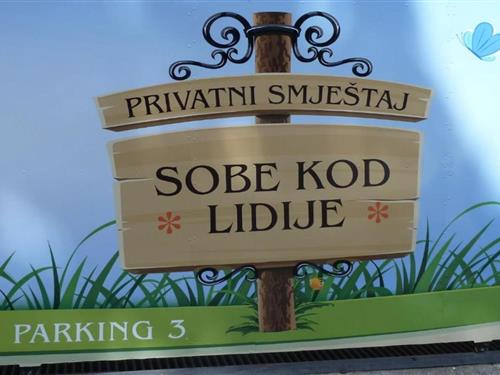 PRIVATNI SMJEŠTAJ
SOBE KOD
* LIDIJE *
PARKING 3